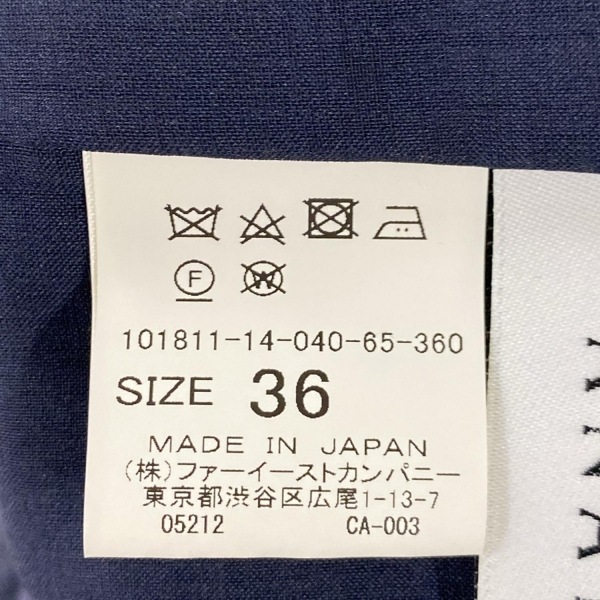 F
W
101811-14-040-65-360
SIZE 36
MADE IN JAPAN
(株)ファーイーストカンパニー
東京都渋谷区広尾1-13-7
05212 CA-003